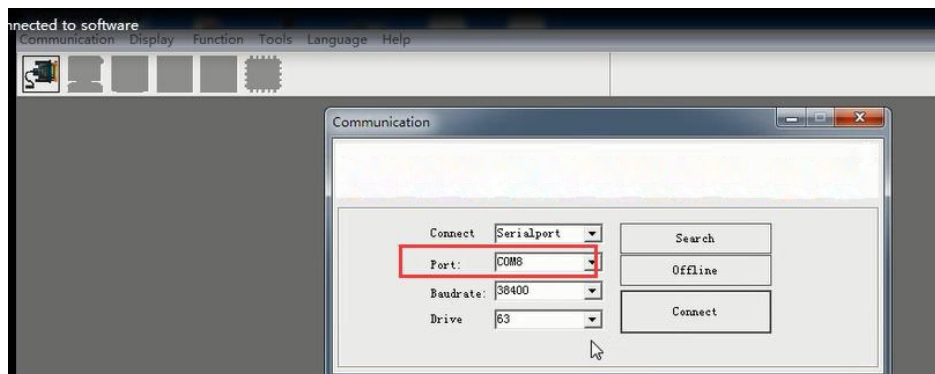 nnected to software
Communication Display Function Tools Language Help
Communication
Connect Serialport Search
Port: COM8 Offline
Baudrate: 38400 Connect
Drive 63